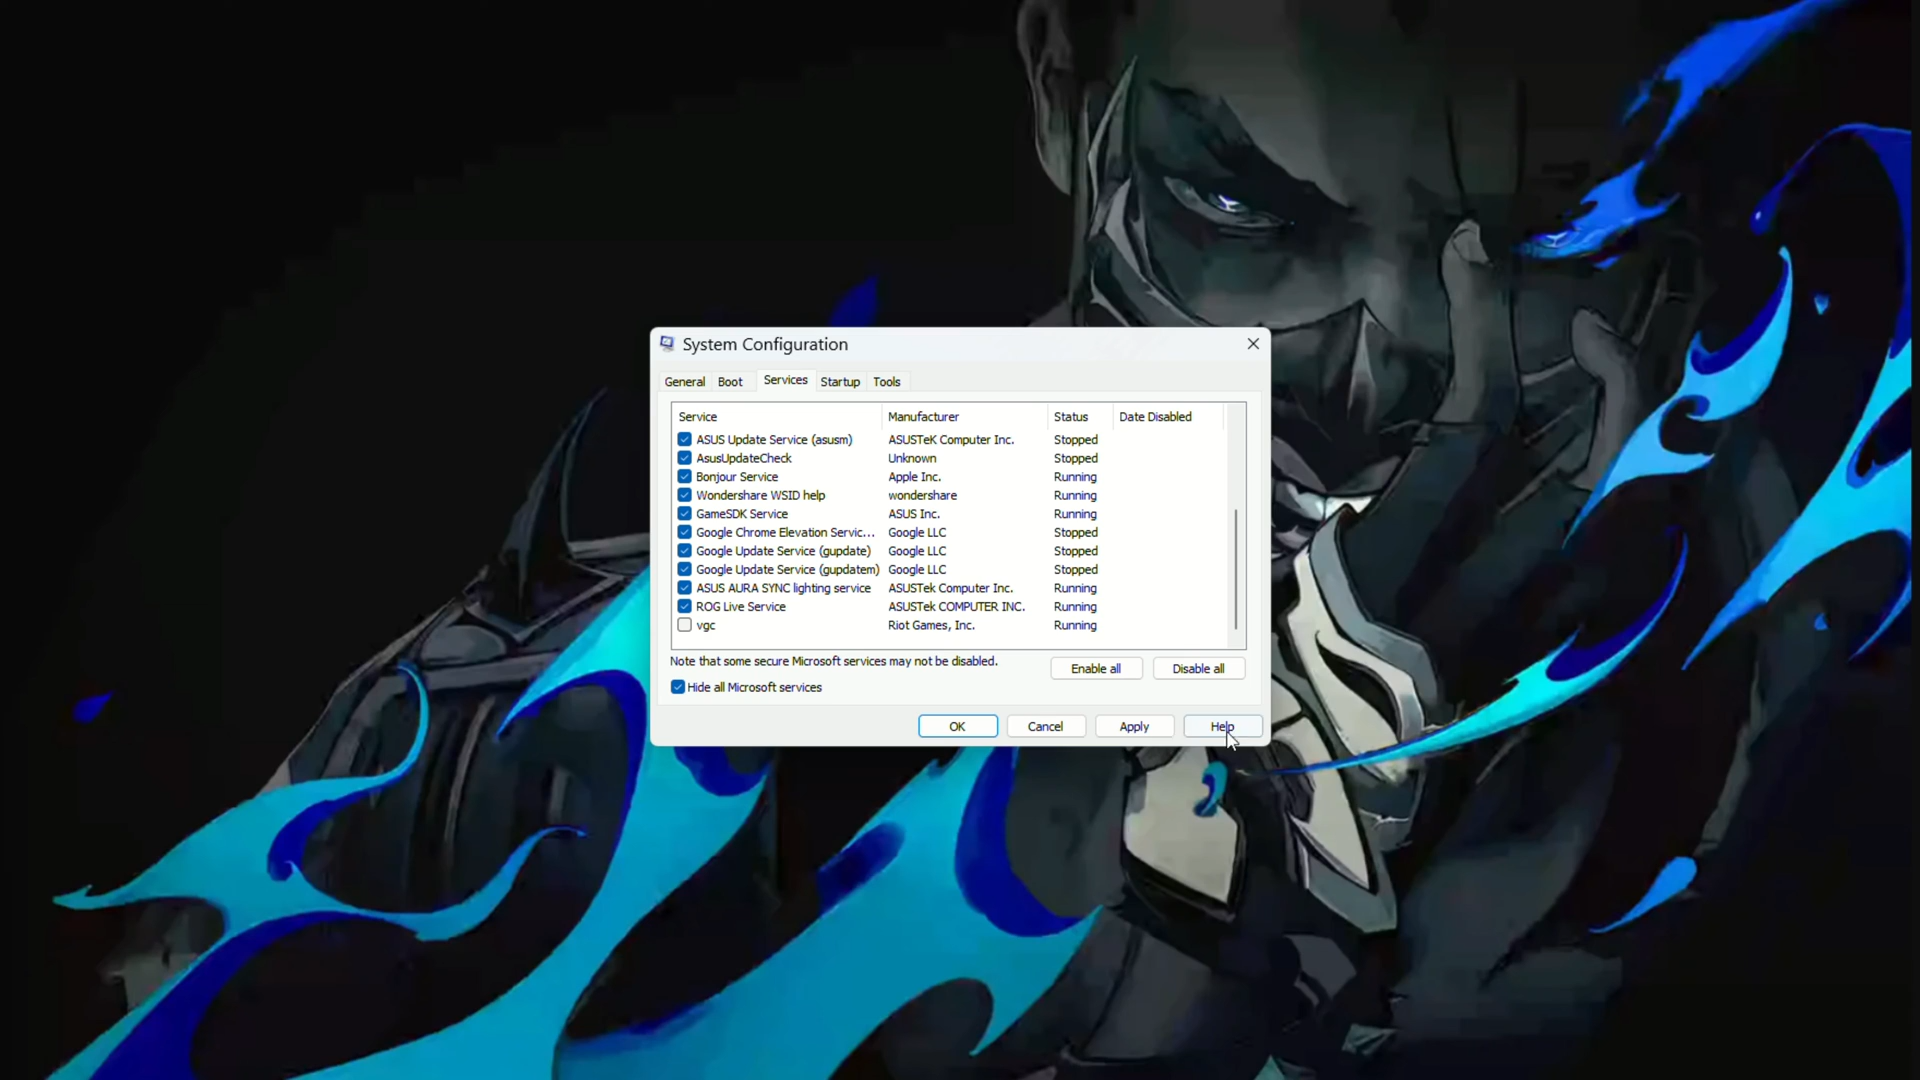 System Configuration
General Boot Services Startup Tools
Service Manufacturer Status Date Disabled
ASUS Update Service (asusm) ASUSTeK Computer Inc. Stopped
AsusUpdateCheck Unknown Stopped
Bonjour Service Apple Inc. Running
Wondershare WSID help wondershare Running
GameSDK Service ASUS Inc. Running
Google Chrome Elevation Servic... Google LLC Stopped
Google Update Service (gupdate) Google LLC Stopped
Google Update Service (gupdatem) Google LLC Stopped
ASUS AURA SYNC lighting service ASUSTek Computer Inc. Running
ROG Live Service ASUSTek COMPUTER INC. Running
vgc Riot Games, Inc. Running
Note that some secure Microsoft services may not be disabled.
Enable all Disable all
Hide all Microsoft services
OK Cancel Apply Help